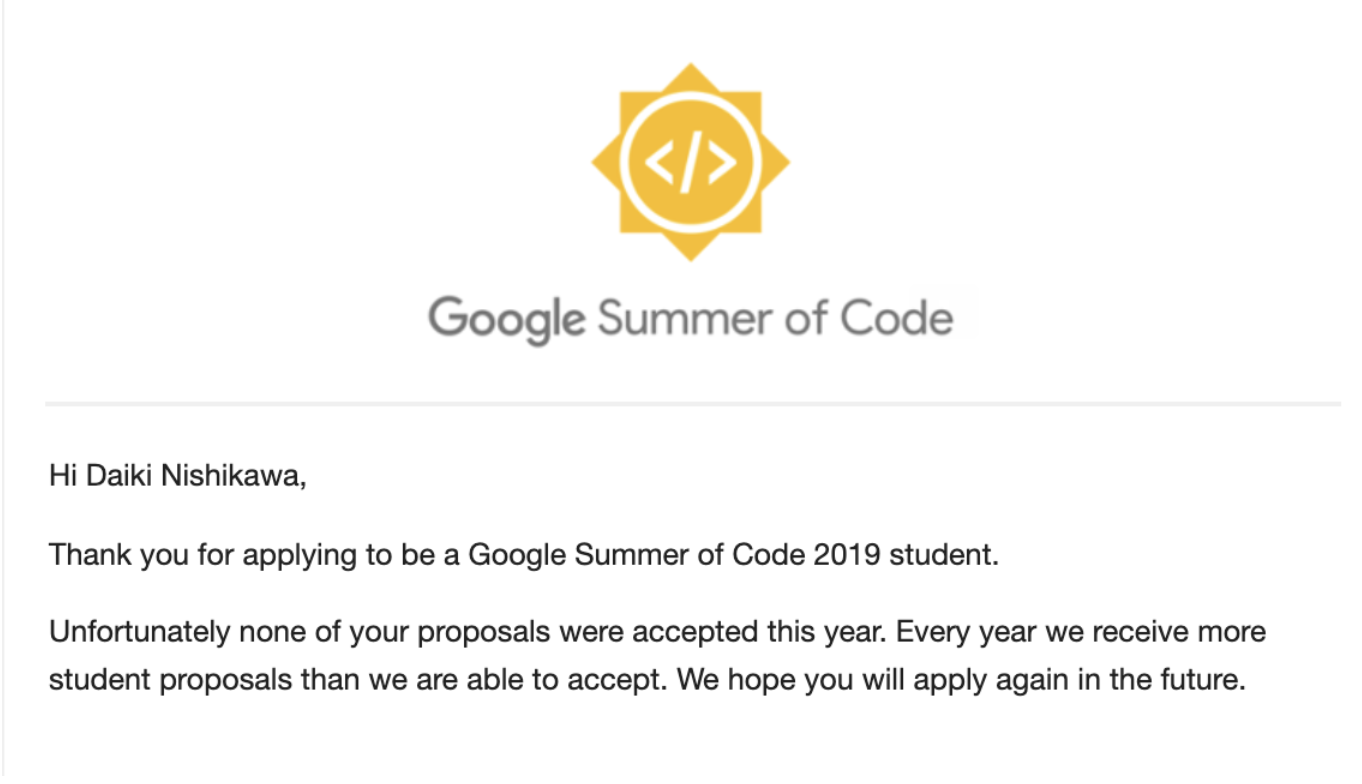 </>
Google Summer of Code
Hi Daiki Nishikawa,
Thank you for applying to be a Google Summer of Code 2019 student.
Unfortunately none of your proposals were accepted this year. Every year we receive more
student proposals than we are able to accept. We hope you will apply again in the future.